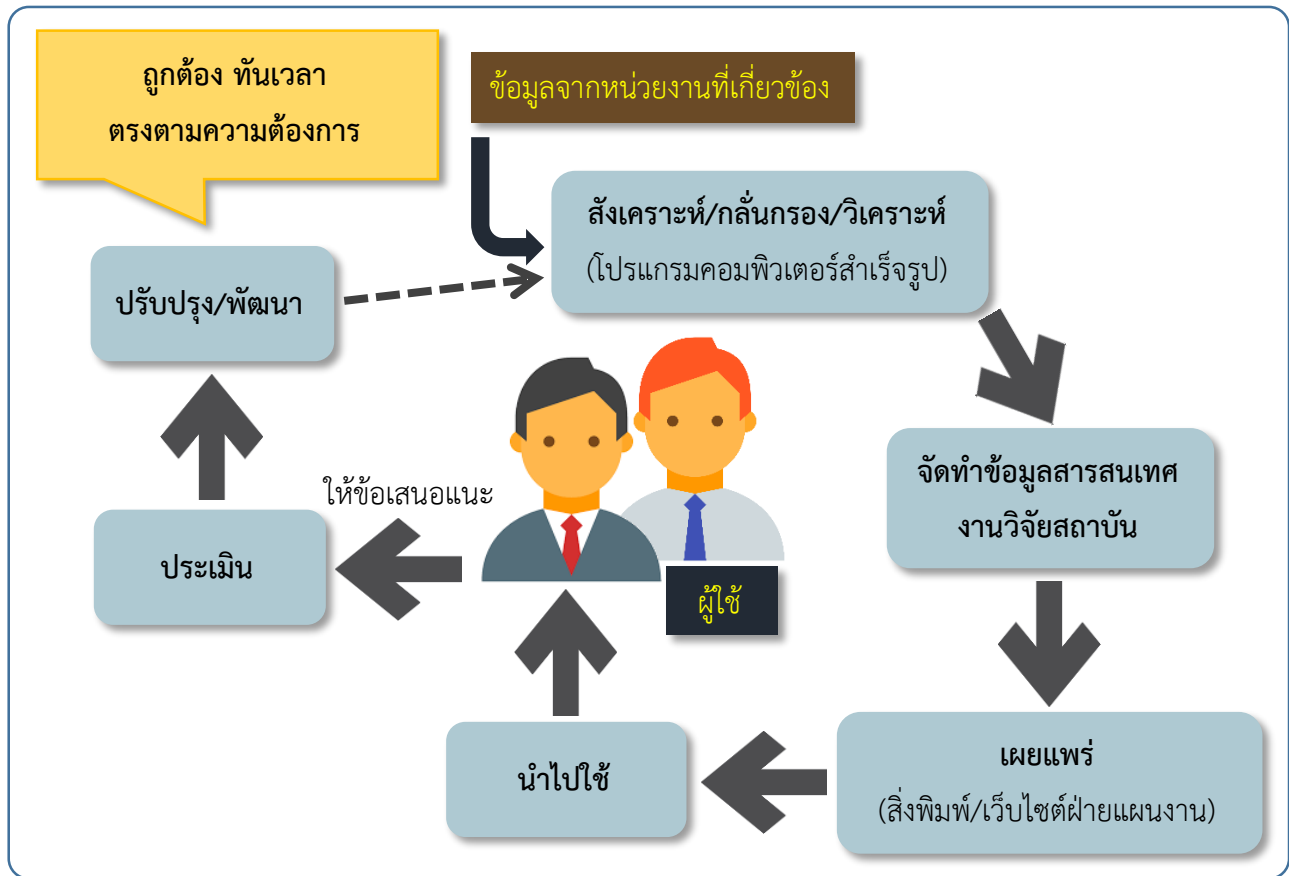 ถูกต้อง ทันเวลา
ตรงตามความต้องการ
ข้อมูลจากหน่วยงานที่เกี่ยวข้อง
สังเคราะห์/กลั่นกรอง/วิเคราะห์
(โปรแกรมคอมพิวเตอร์สำเร็จรูป)
ปรับปรุง/พัฒนา
จัดทำข้อมูลสารสนเทศ
งานวิจัยสถาบัน
ให้ข้อเสนอแนะ
ประเมิน
ผู้ใช้
นำไปใช้
เผยแพร่
(สิ่งพิมพ์/เว็บไซต์ฝ่ายแผนงาน)